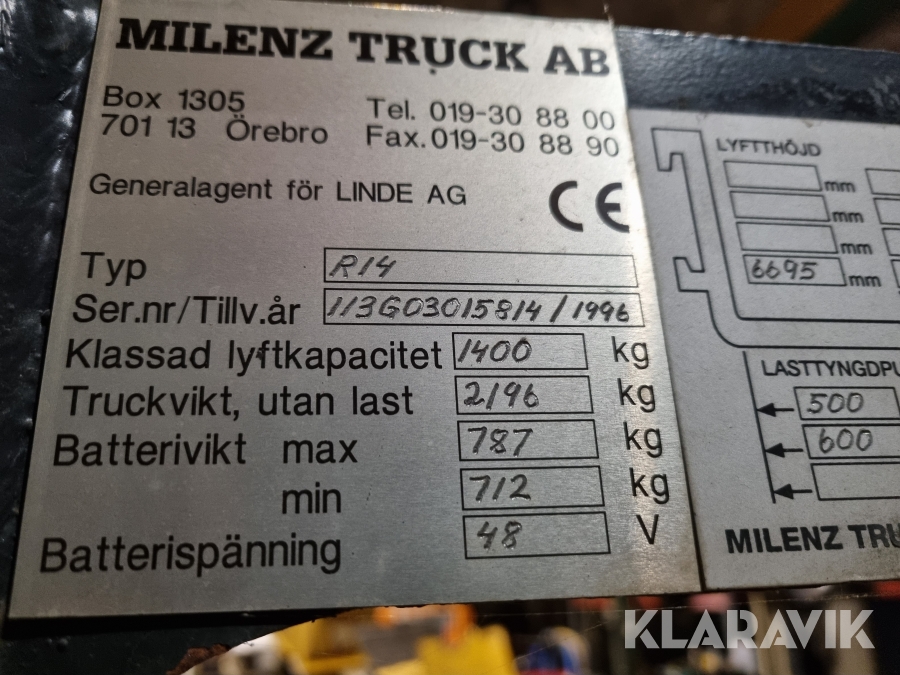 MILENZ TRUCK AB
Box 1305
701 13 Örebro
Tel. 019-30 88 00
Fax. 019-30 88 90
Generalagent för LINDE AG
CE
Typ R14
Ser.nr/Tillv.år 113G03015814/1996
Klassad lyftkapacitet 1400 kg
Truckvikt, utan last 2196 kg
Batterivikt max 787 kg
min 712 kg
Batterispänning 48 V
LYFTTHÖJD
mm
mm
mm
6695 mm
LASTTYNGDPU
500
600
MILENZ TRU
KLARAVIK